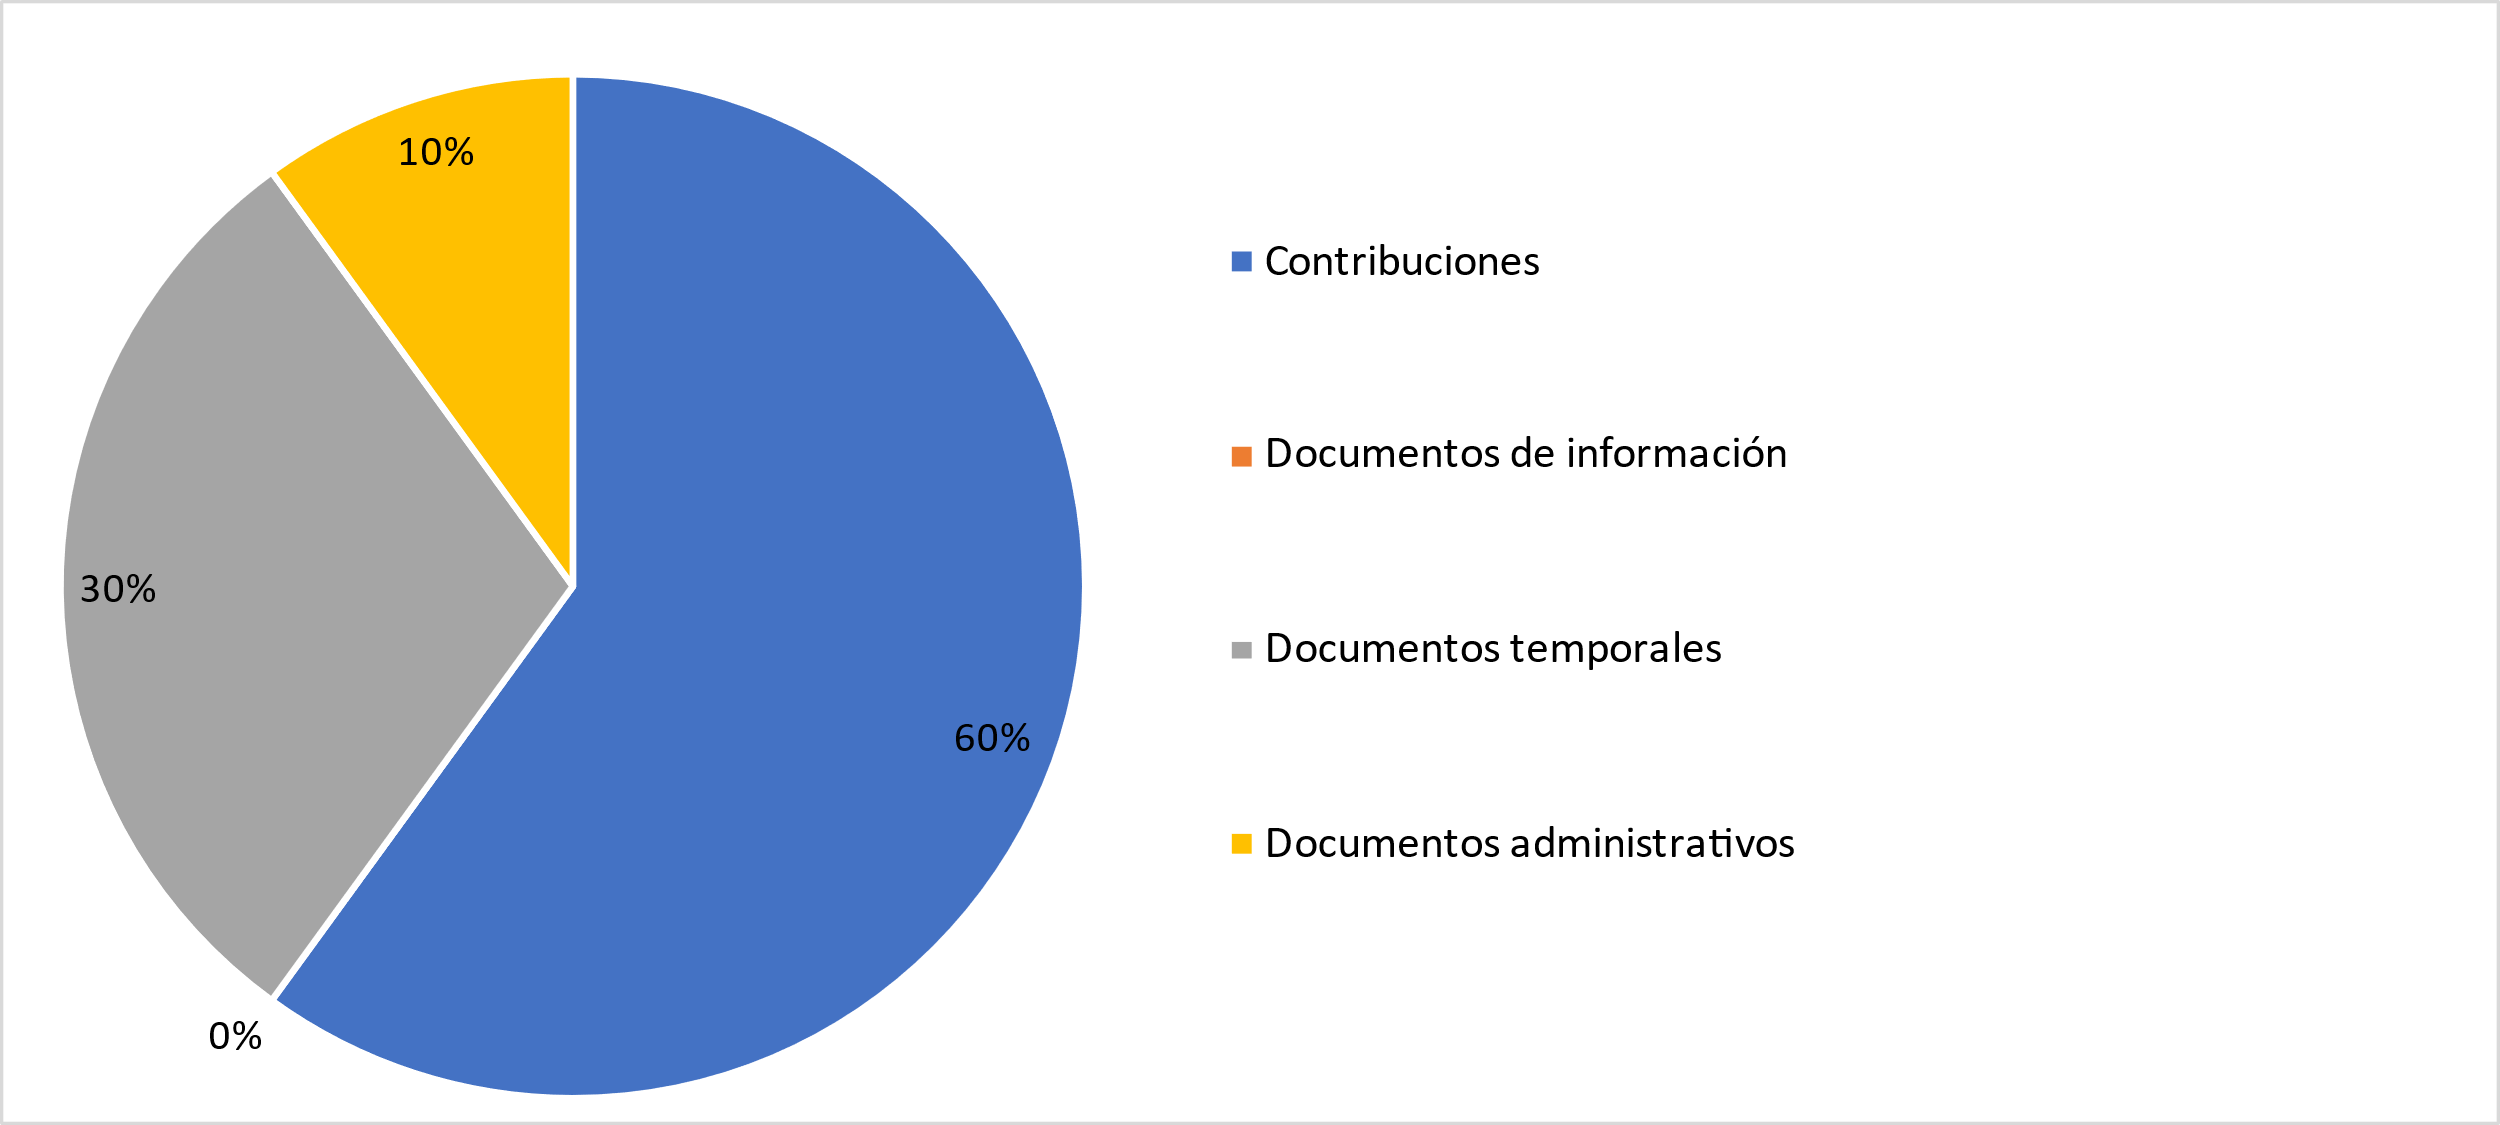 10%
30%
60%
0%
Contribuciones
Documentos de información
Documentos temporales
Documentos administrativos